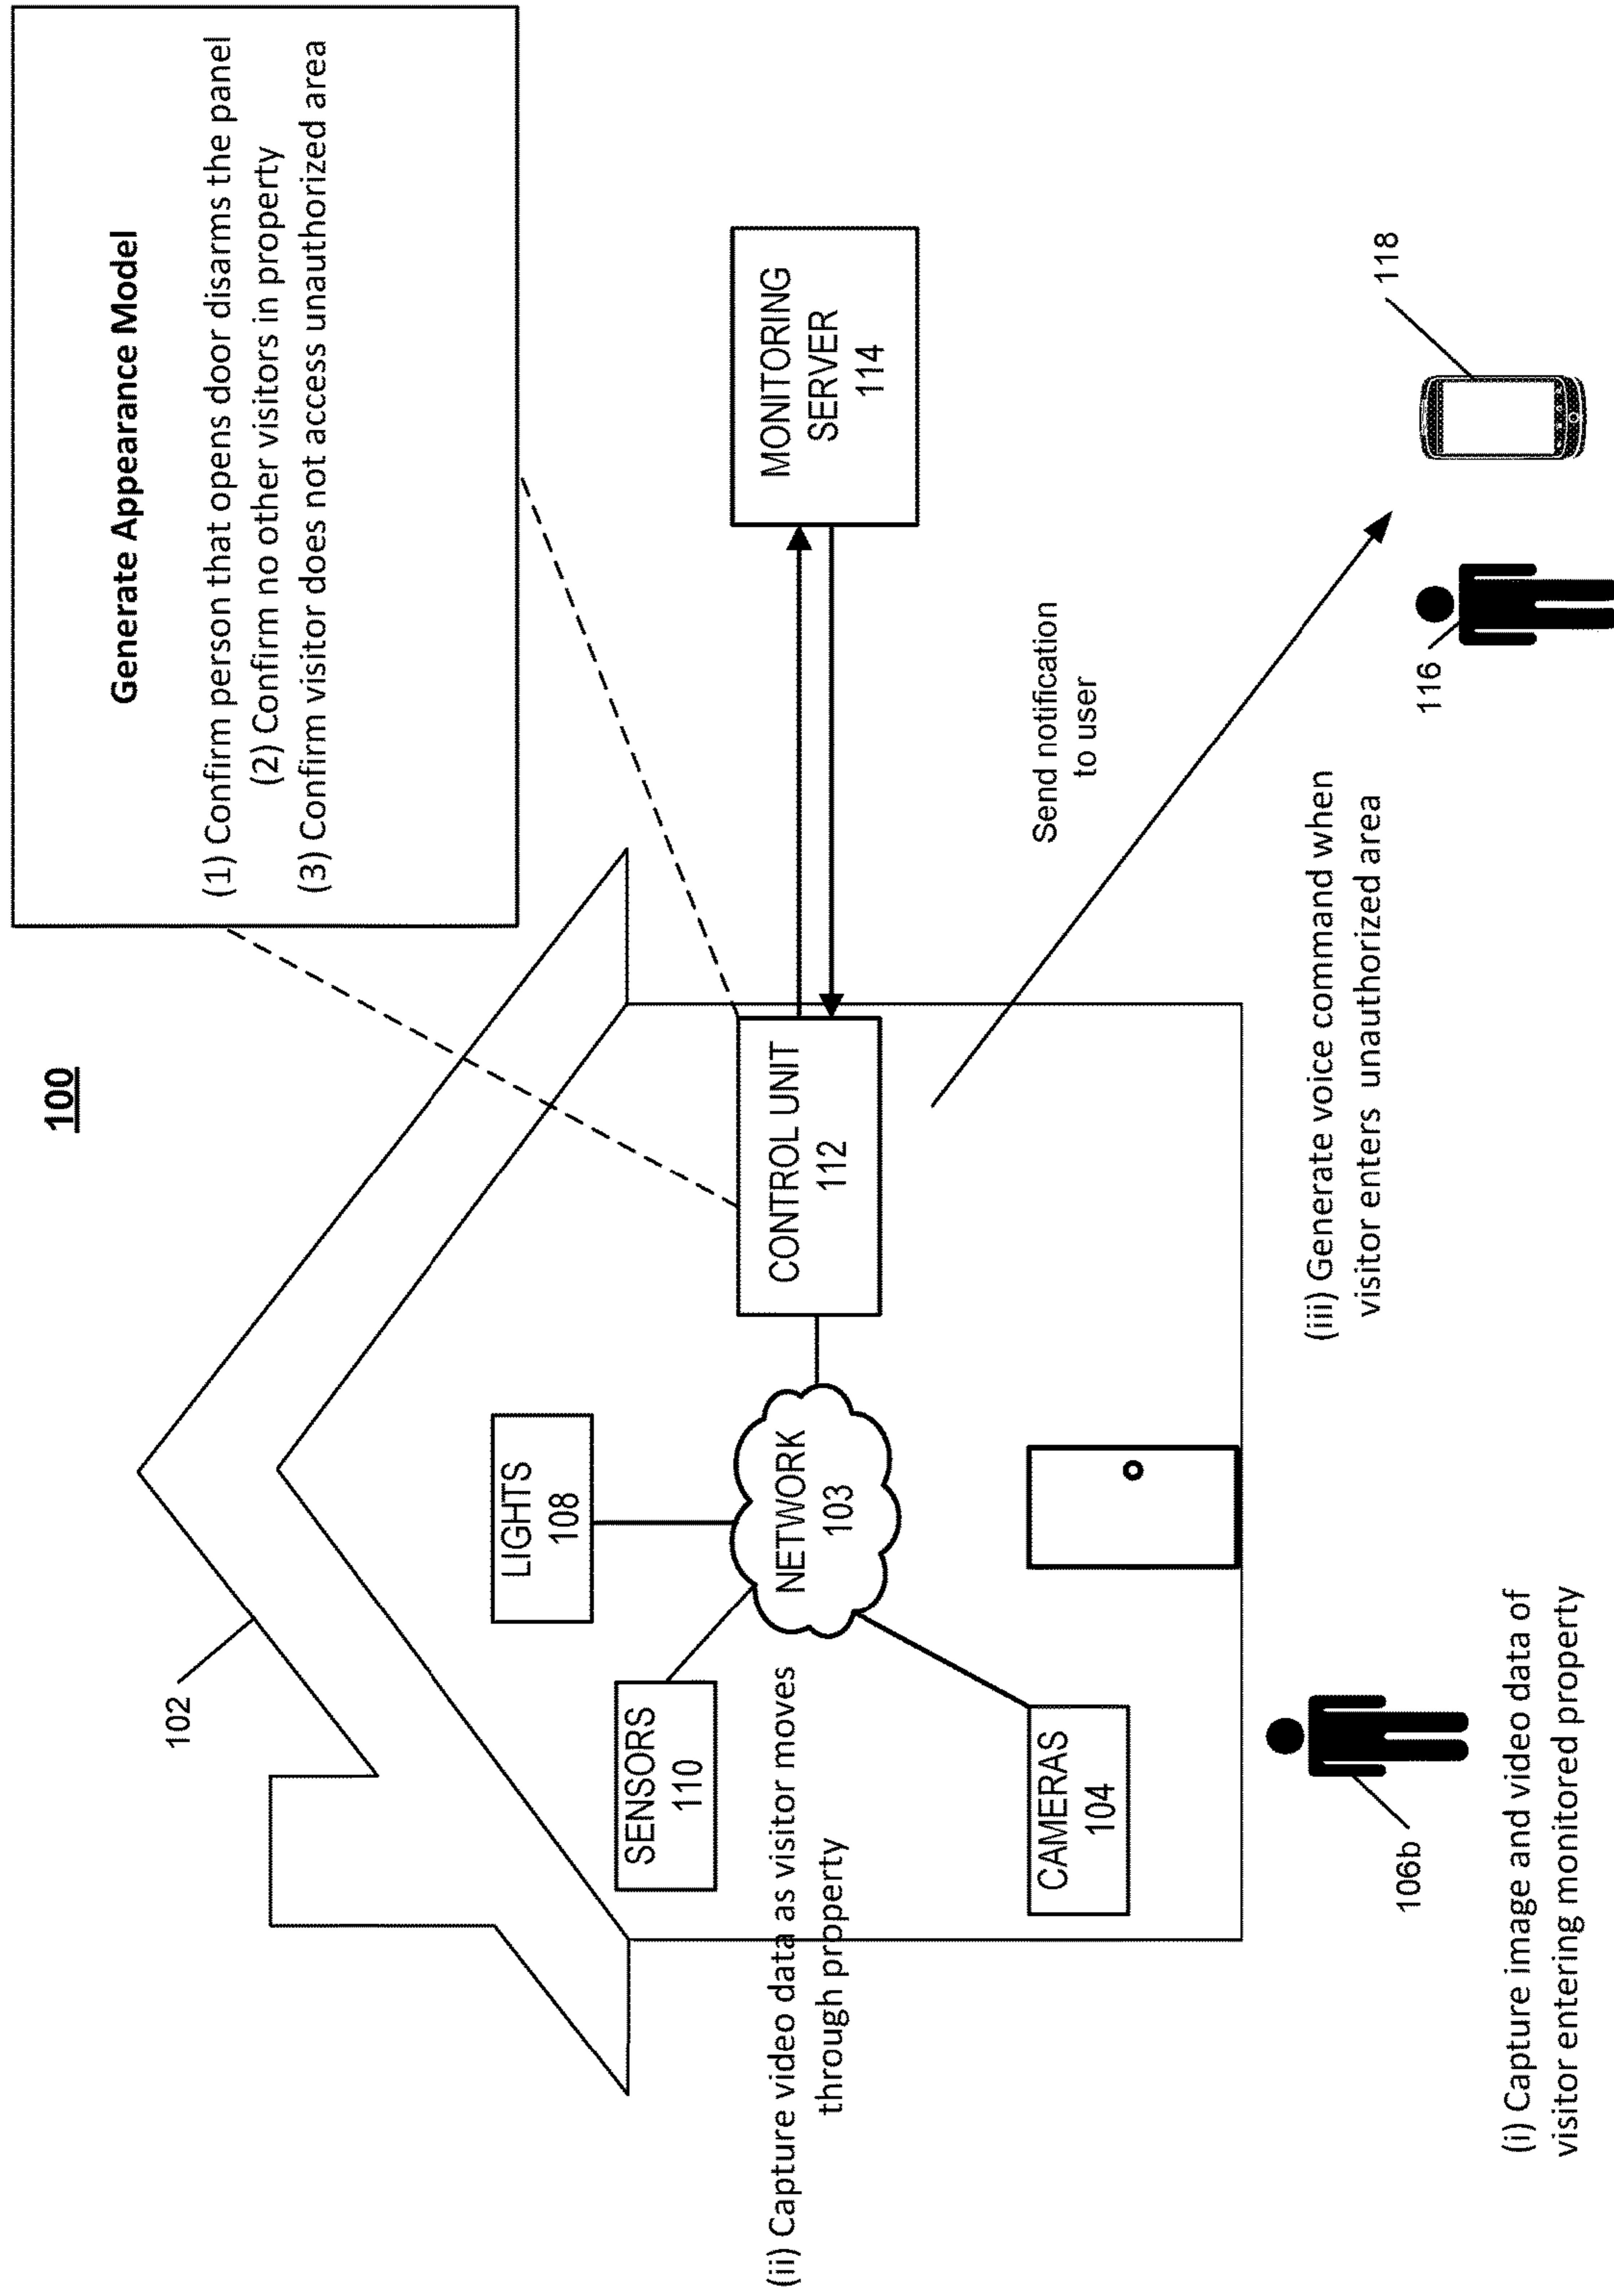 100
Generate Appearance Model
(1) Confirm person that opens door disarms the panel
(2) Confirm no other visitors in property
(3) Confirm visitor does not access unauthorized area
102
LIGHTS
108
SENSORS
110
(ii) Capture video data as visitor moves
through property
NETWORK
103
CONTROL UNIT
112
MONITORING
SERVER
114
CAMERAS
104
Send notification
to user
106b
(i) Capture image and video data of
visitor entering monitored property
(iii) Generate voice command when
visitor enters unauthorized area
116
118